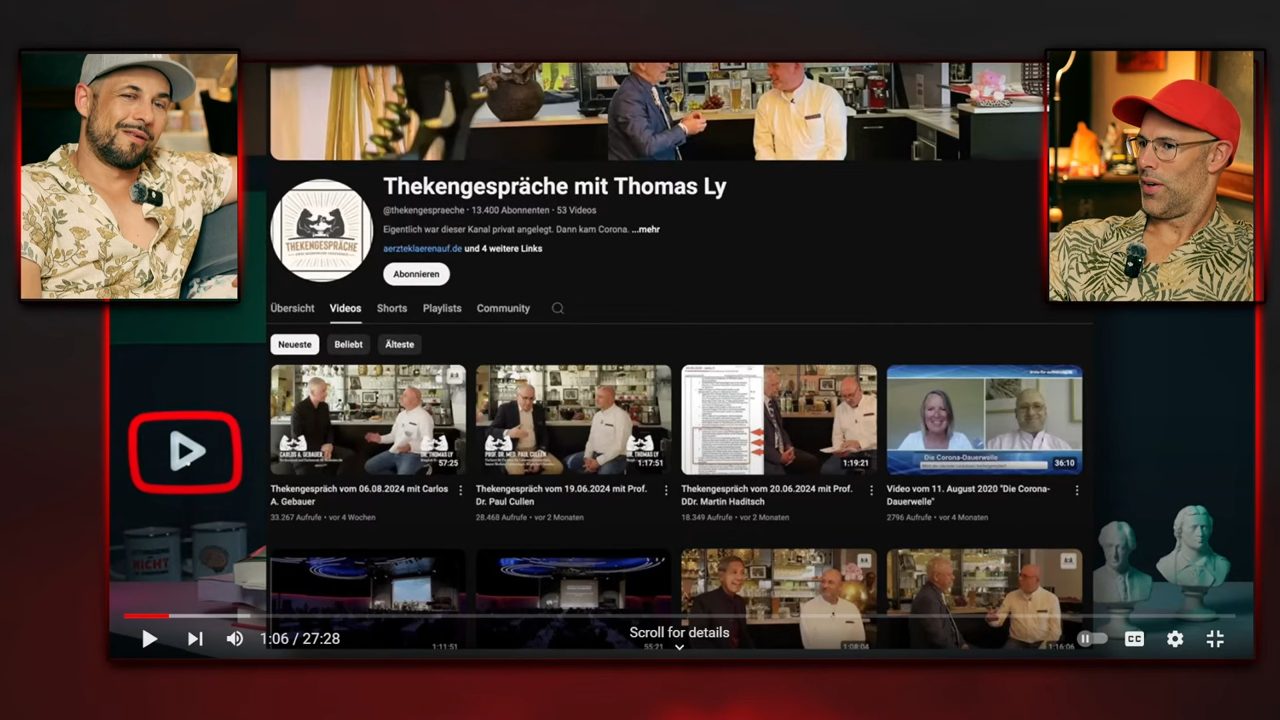 Thekengespräche mit Thomas Ly
@thekengespraeche · 13.400 Abonnenten · 53 Videos
Eigentlich war dieser Kanal privat angelegt. Dann kam Corona. ...mehr
aerzteklaerenauf.de und 4 weitere Links
THEKENGESPRÄCHE
Abonnieren
Übersicht Videos Shorts Playlists Community
Neueste Beliebt Älteste
CARLOS A. GEBAUER
DR. THOMAS LY
57:25
PROF. DR. MED. PAUL CULLEN
DR. THOMAS LY
1:17:51
1:19:21
Die Corona-Dauerwelle
36:10
Thekengespräch vom 06.08.2024 mit Carlos A. Gebauer
33.267 Aufrufe · vor 4 Wochen
Thekengespräch vom 19.06.2024 mit Prof. Dr. Paul Cullen
28.468 Aufrufe · vor 2 Monaten
Thekengespräch vom 20.06.2024 mit Prof. DDr. Martin Haditsch
18.349 Aufrufe · vor 2 Monaten
Video vom 11. August 2020 "Die Corona-Dauerwelle"
2796 Aufrufe · vor 4 Monaten
NICHT
1:11:51
55:21
1:08:04
1:16:06
1:06 / 27:28
Scroll for details
CC